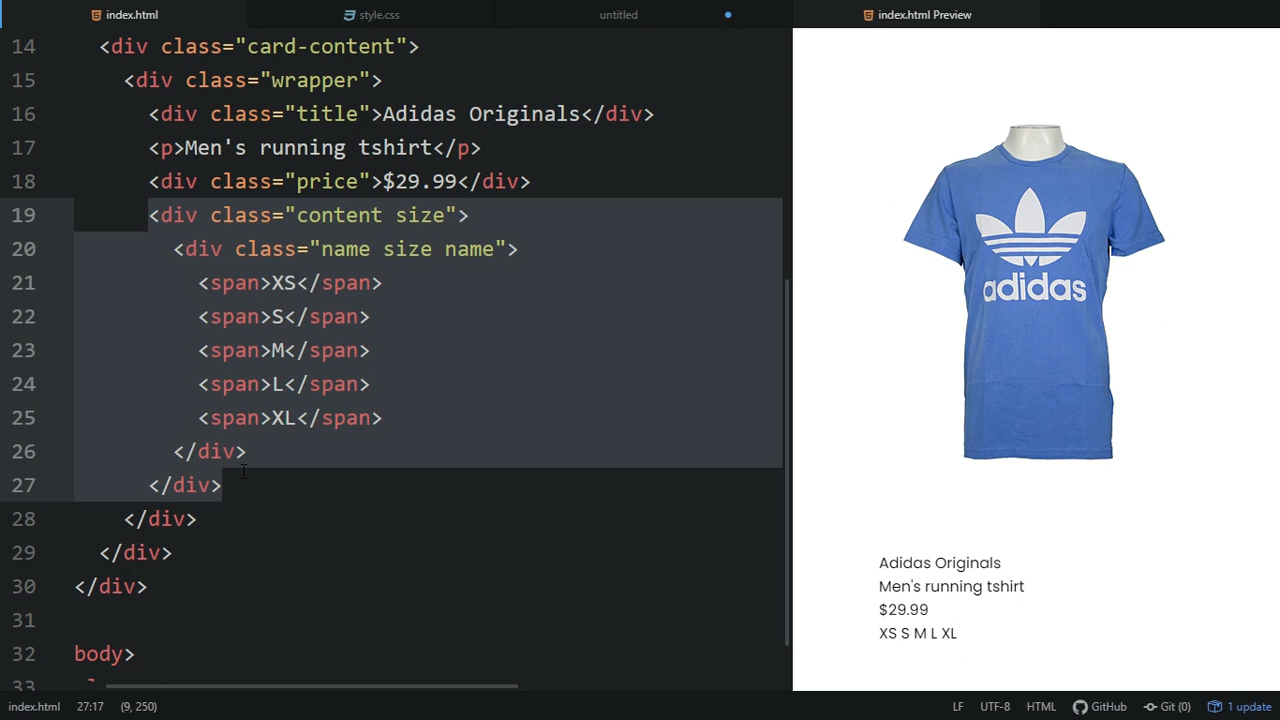 index.html
style.css
untitled
index.html Preview
14 <div class="card-content">
15 <div class="wrapper">
16 <div class="title">Adidas Originals</div>
17 <p>Men's running tshirt</p>
18 <div class="price">$29.99</div>
19 <div class="content size">
20 <div class="name size name">
21 <span>XS</span>
22 <span>S</span>
23 <span>M</span>
24 <span>L</span>
25 <span>XL</span>
26 </div>
27 </div>
28 </div>
29 </div>
30 </div>
31
32 body>
33
adidas
Adidas Originals
Men's running tshirt
$29.99
XS S M L XL
index.html 27:17 (9, 250) LF UTF-8 HTML GitHub Git (0) 1 update